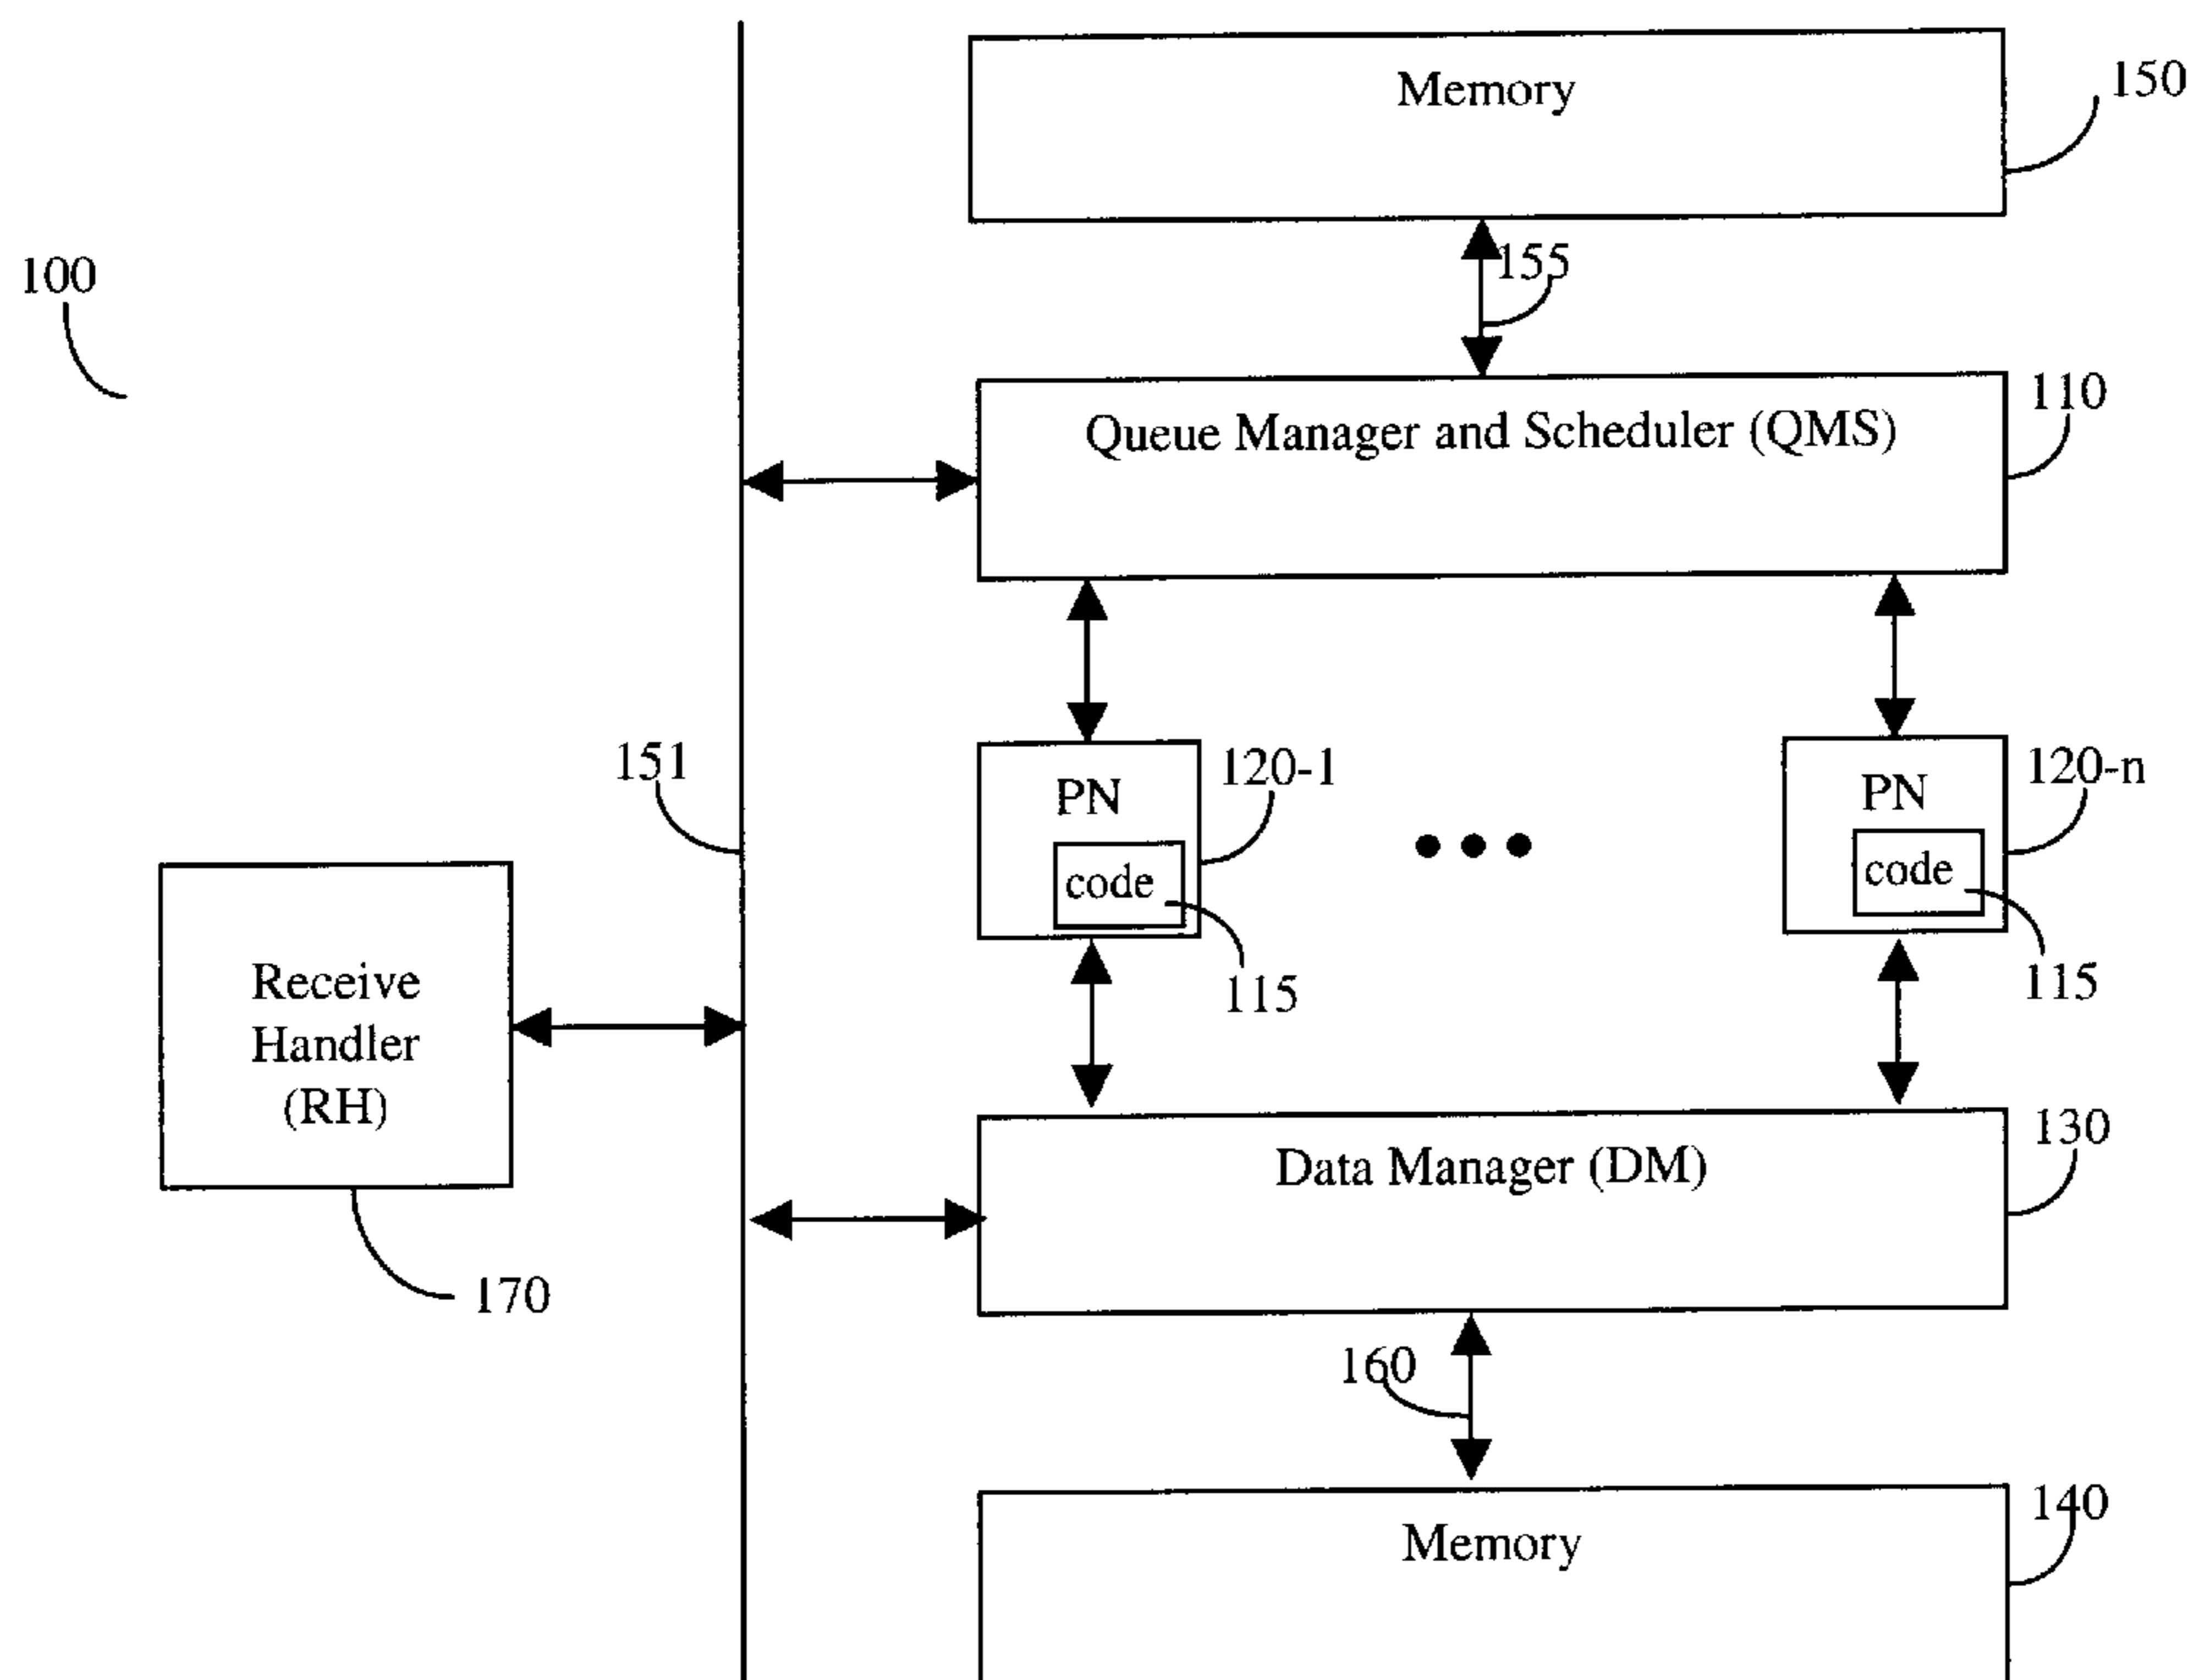 Memory
150
100
155
110
Queue Manager and Scheduler (QMS)
151
PN
120-1
PN
120-n
code
code
115
115
Receive
Handler
(RH)
130
Data Manager (DM)
170
160
140
Memory